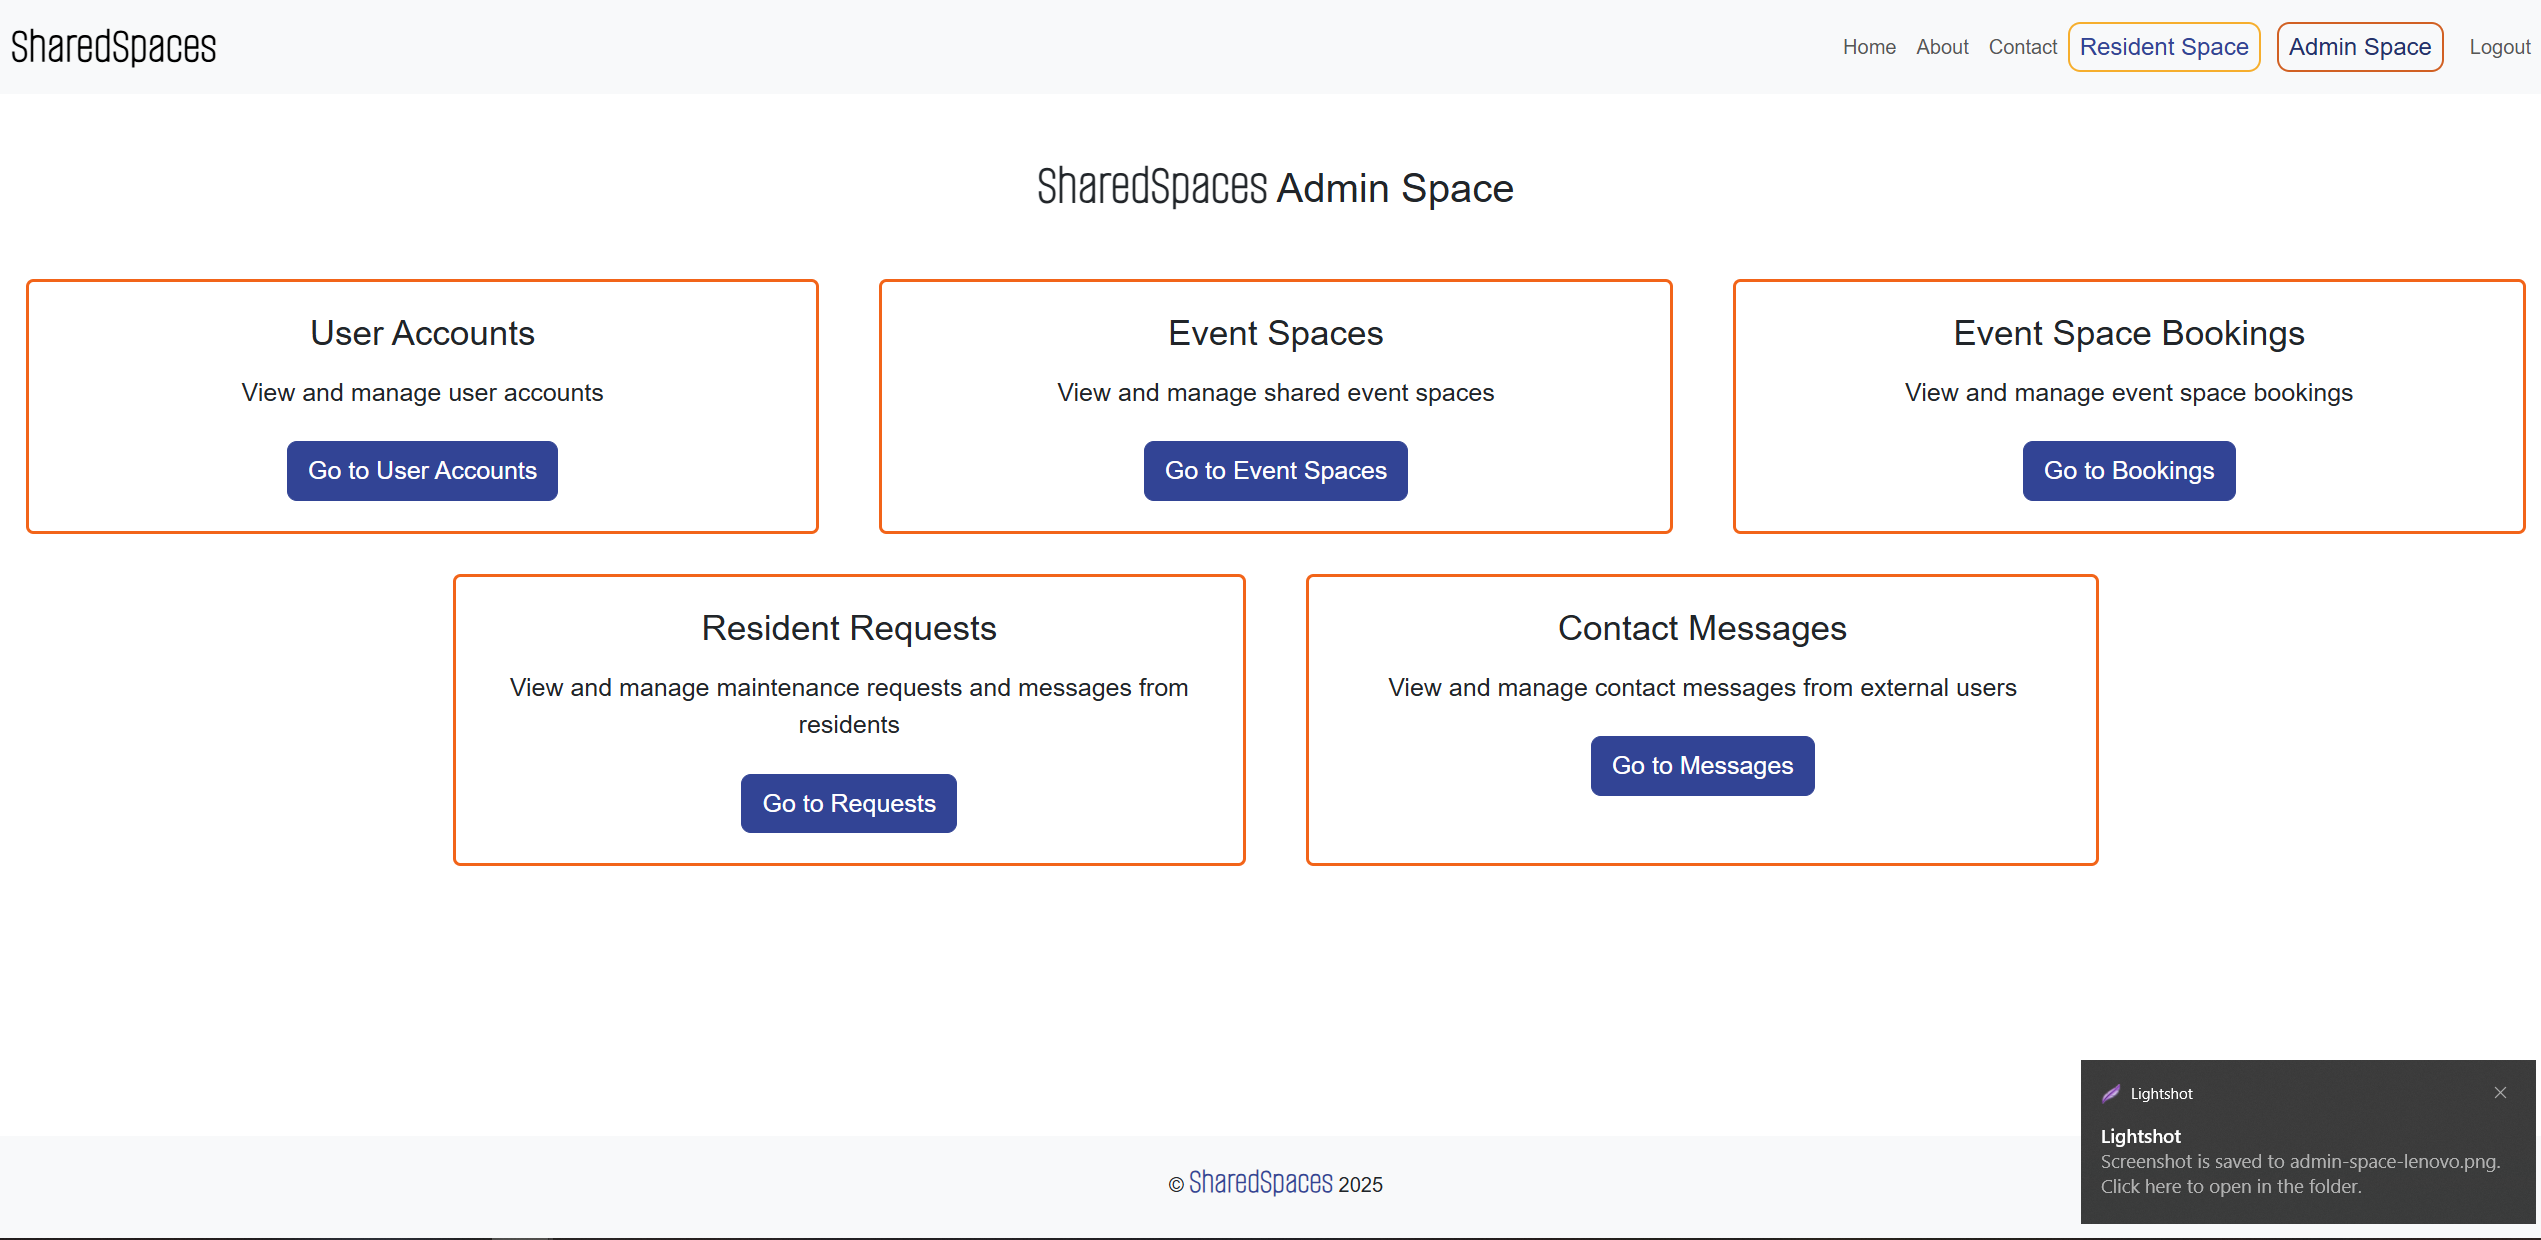 SharedSpaces
Home About Contact Resident Space Admin Space Logout
SharedSpaces Admin Space
User Accounts
View and manage user accounts
Go to User Accounts
Event Spaces
View and manage shared event spaces
Go to Event Spaces
Event Space Bookings
View and manage event space bookings
Go to Bookings
Resident Requests
View and manage maintenance requests and messages from
residents
Go to Requests
Contact Messages
View and manage contact messages from external users
Go to Messages
Lightshot
Lightshot
Screenshot is saved to admin-space-lenovo.png.
Click here to open in the folder.
© SharedSpaces 2025